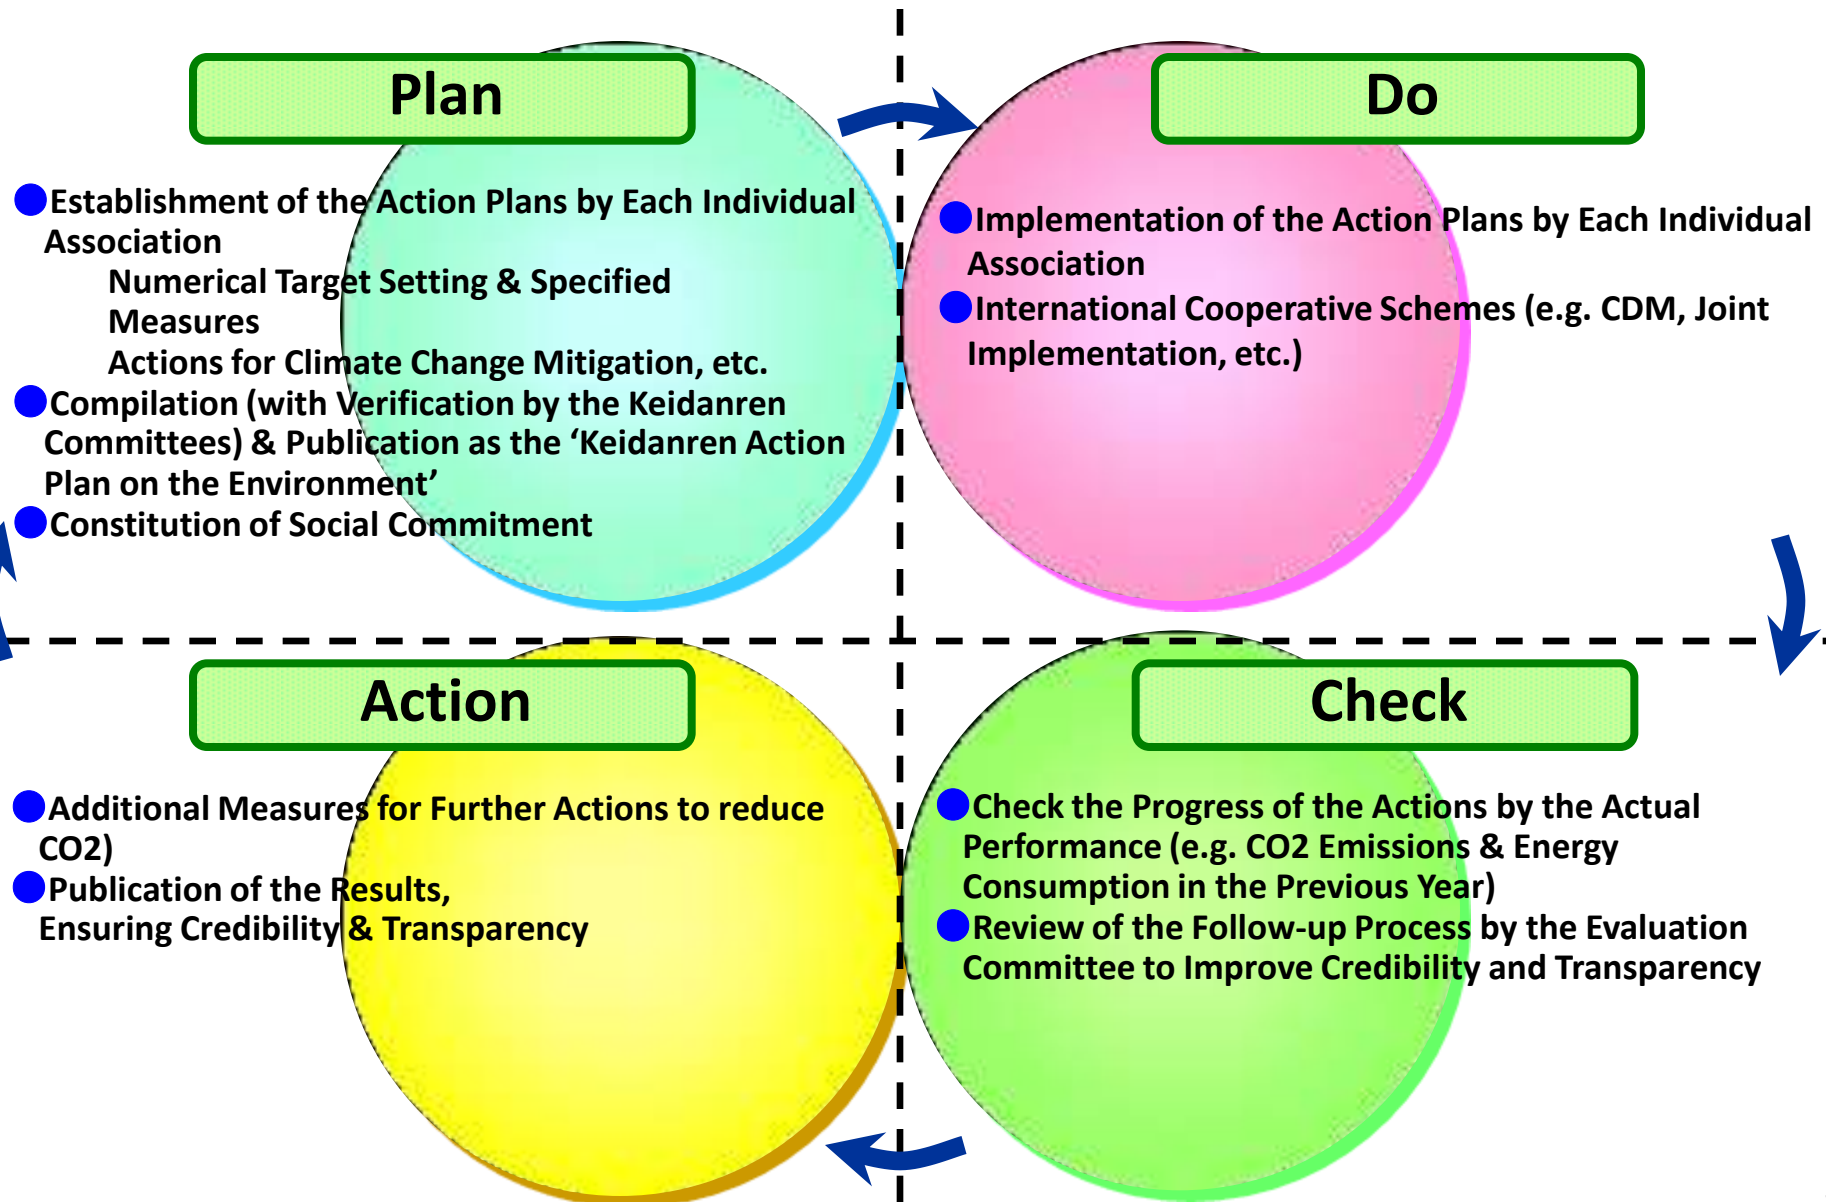 Plan
●Establishment of the Action Plans by Each Individual
Association
Numerical Target Setting & Specified
Measures
Actions for Climate Change Mitigation, etc.
●Compilation (with Verification by the Keidanren
Committees) & Publication as the ‘Keidanren Action
Plan on the Environment’
●Constitution of Social Commitment
Do
●Implementation of the Action Plans by Each Individual
Association
●International Cooperative Schemes (e.g. CDM, Joint
Implementation, etc.)
Action
●Additional Measures for Further Actions to reduce
CO2)
●Publication of the Results,
Ensuring Credibility & Transparency
Check
●Check the Progress of the Actions by the Actual
Performance (e.g. CO2 Emissions & Energy
Consumption in the Previous Year)
●Review of the Follow-up Process by the Evaluation
Committee to Improve Credibility and Transparency